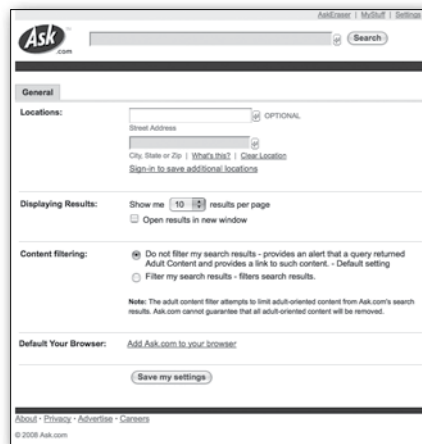 AskEraser | MyStuff | Settings
Ask
.com
Search
General
Locations:
OPTIONAL
Street Address
City, State or Zip | What's this? | Clear Location
Sign-in to save additional locations
Displaying Results:
Show me 10 results per page
Open results in new window
Content filtering:
Do not filter my search results - provides an alert that a query returned
Adult Content and provides a link to such content. - Default setting
Filter my search results - filters search results.
Note: The adult content filter attempts to limit adult-oriented content from Ask.com's search
results. Ask.com cannot guarantee that all adult-oriented content will be removed.
Default Your Browser:
Add Ask.com to your browser
Save my settings
About - Privacy - Advertise - Careers
© 2008 Ask.com